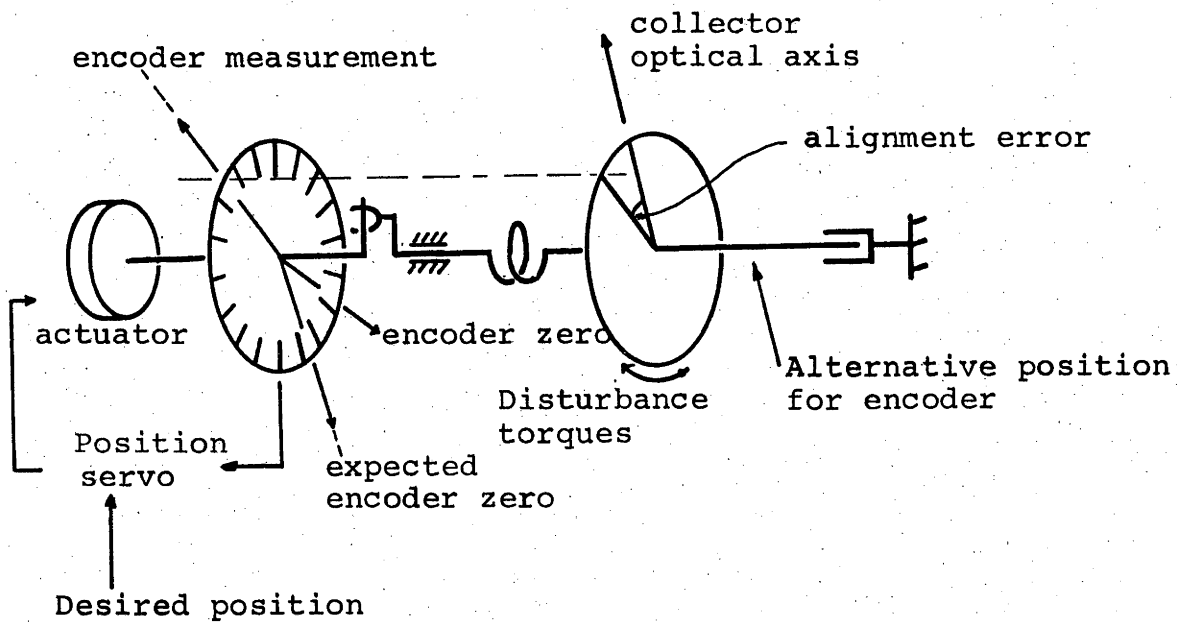 collector
optical axis
encoder measurement
alignment error
actuator
encoder zero
Alternative position
for encoder
Disturbance
torques
Position
servo
expected
encoder zero
Desired position